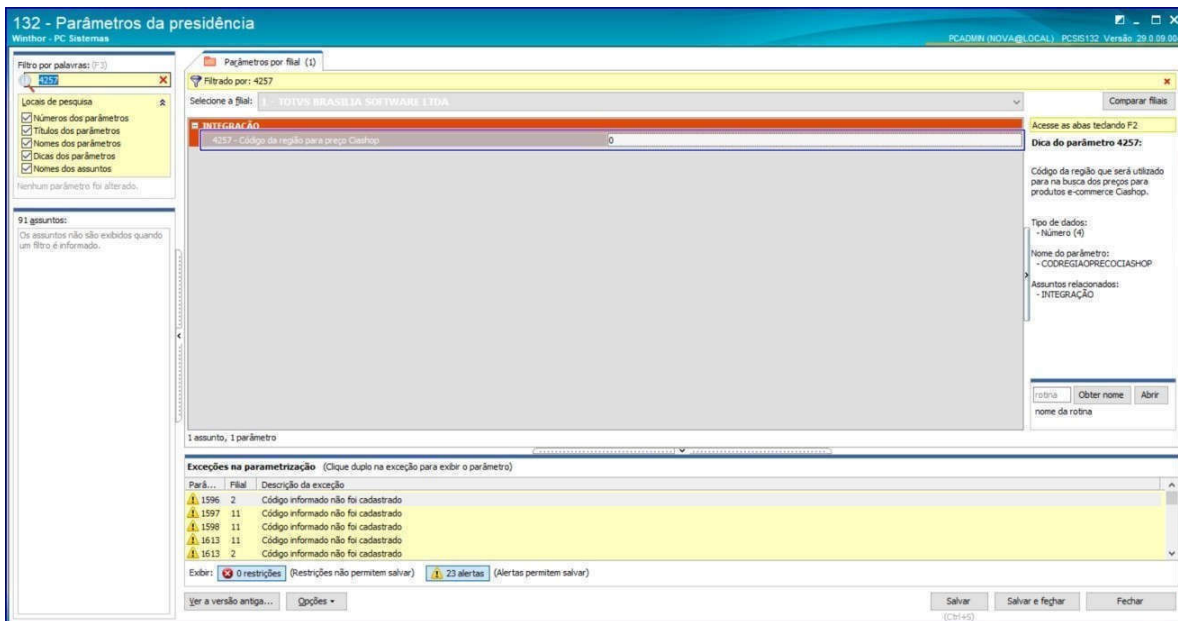 132 - Parâmetros da presidência
Winthor - PC Sistemas
PCADMIN (NOVA@LOCAL) PCSIS132 Versão 29.0.09.00
Filtro por palavras: (F3)
4257
Locais de pesquisa
Números dos parâmetros
Títulos dos parâmetros
Nomes dos parâmetros
Dicas dos parâmetros
Nomes dos assuntos
Nenhum parâmetro foi alterado.
91 assuntos:
Os assuntos não são exibidos quando
um filtro é informado.
Parâmetros por filial (1)
Filtrado por: 4257
Selecione a filial: 1 - TOTVS BRASILIA SOFTWARE LTDA
Comparar filiais
INTEGRAÇÃO
4257 - Código da região para preço Ciashop 0
1 assunto, 1 parâmetro
Acesse as abas teclando F2
Dica do parâmetro 4257:
Código da região que será utilizado
para na busca dos preços para
produtos e-commerce Ciashop.
Tipo de dados:
- Número (4)
Nome do parâmetro:
- CODREGIAOPRECOCIASHOP
Assuntos relacionados:
- INTEGRAÇÃO
rotina Obter nome Abrir
nome da rotina
Exceções na parametrização (Clique duplo na exceção para exibir o parâmetro)
Parâ... Filial Descrição da exceção
1596 2 Código informado não foi cadastrado
1597 11 Código informado não foi cadastrado
1598 11 Código informado não foi cadastrado
1613 11 Código informado não foi cadastrado
1613 2 Código informado não foi cadastrado
Exibir: 0 restrições (Restrições não permitem salvar) 23 alertas (Alertas permitem salvar)
Ver a versão antiga... Opções Salvar Salvar e fechar Fechar
(Ctrl+S)